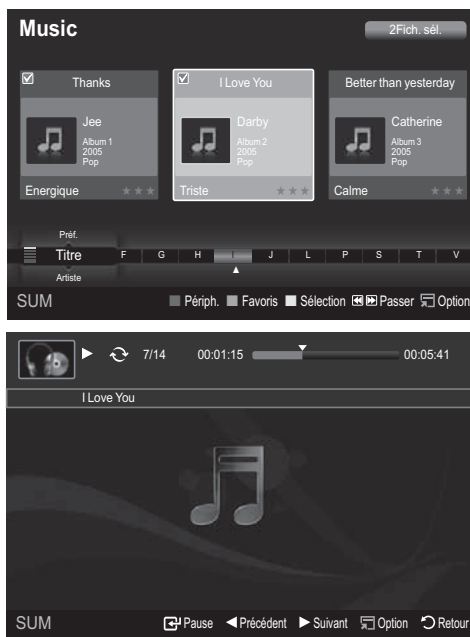 Music
2Fich. sél.
Thanks
I Love You
Better than yesterday
Jee
Album 1
2005
Pop
Darby
Album 2
2005
Pop
Catherine
Album 3
2005
Pop
Energique
Triste
Calme
Préf.
Titre F G H I J L P S T V
Artiste
SUM Périph. Favoris Sélection Passer Option
7/14 00:01:15 00:05:41
I Love You
SUM Pause Précédent Suivant Option Retour